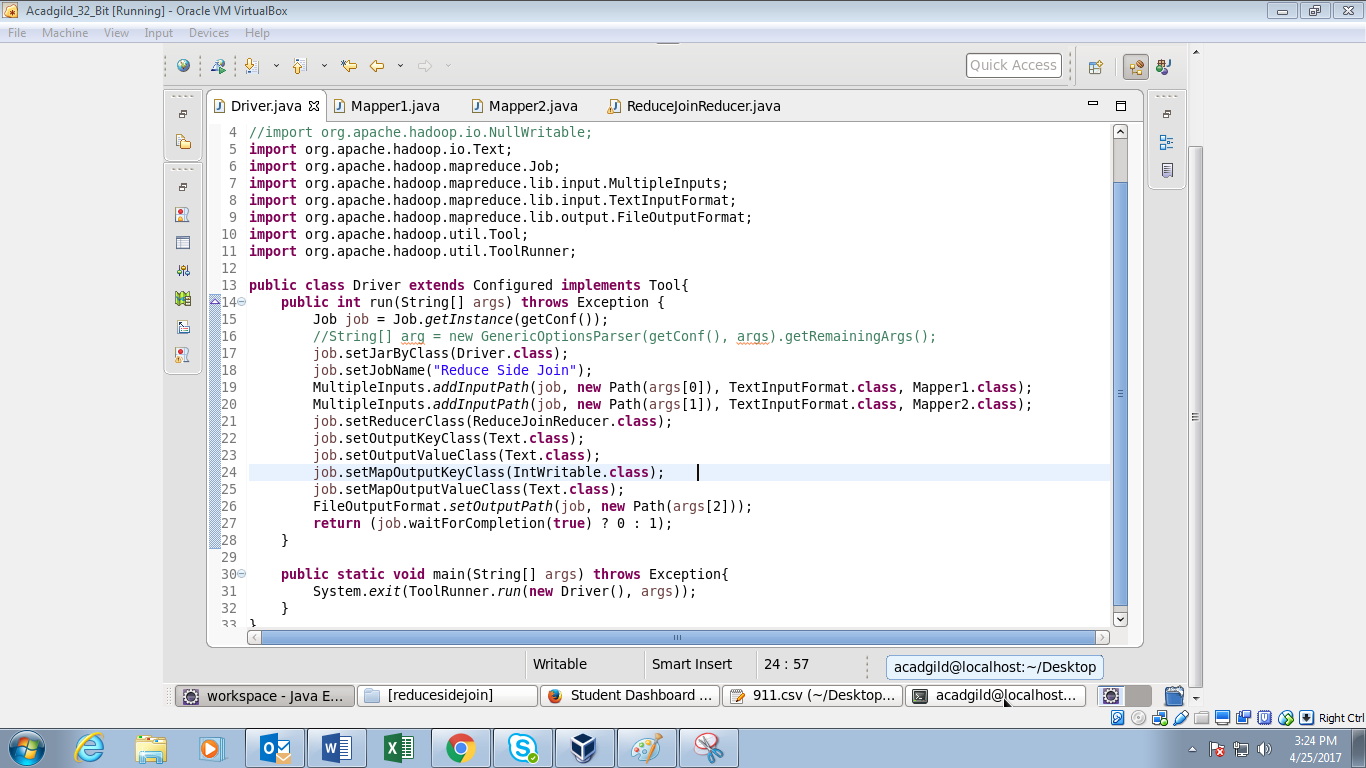 Acadgild_32_Bit [Running] - Oracle VM VirtualBox
File Machine View Input Devices Help
Quick Access
Driver.java Mapper1.java Mapper2.java ReduceJoinReducer.java
4 //import org.apache.hadoop.io.NullWritable;
5 import org.apache.hadoop.io.Text;
6 import org.apache.hadoop.mapreduce.Job;
7 import org.apache.hadoop.mapreduce.lib.input.MultipleInputs;
8 import org.apache.hadoop.mapreduce.lib.input.TextInputFormat;
9 import org.apache.hadoop.mapreduce.lib.output.FileOutputFormat;
10 import org.apache.hadoop.util.Tool;
11 import org.apache.hadoop.util.ToolRunner;
12
13 public class Driver extends Configured implements Tool{
14 public int run(String[] args) throws Exception {
15 Job job = Job.getInstance(getConf());
16 //String[] arg = new GenericOptionsParser(getConf(), args).getRemainingArgs();
17 job.setJarByClass(Driver.class);
18 job.setJobName("Reduce Side Join");
19 MultipleInputs.addInputPath(job, new Path(args[0]), TextInputFormat.class, Mapper1.class);
20 MultipleInputs.addInputPath(job, new Path(args[1]), TextInputFormat.class, Mapper2.class);
21 job.setReducerClass(ReduceJoinReducer.class);
22 job.setOutputKeyClass(Text.class);
23 job.setOutputValueClass(Text.class);
24 job.setMapOutputKeyClass(IntWritable.class);
25 job.setMapOutputValueClass(Text.class);
26 FileOutputFormat.setOutputPath(job, new Path(args[2]));
27 return (job.waitForCompletion(true) ? 0 : 1);
28 }
29
30 public static void main(String[] args) throws Exception{
31 System.exit(ToolRunner.run(new Driver(), args));
32 }
33 }
Writable Smart Insert 24 : 57
acadgild@localhost:~/Desktop
workspace - Java E... [reducesidejoin] Student Dashboard ... 911.csv (~/Desktop... acadgild@localhost...
Right Ctrl
3:24 PM
4/25/2017